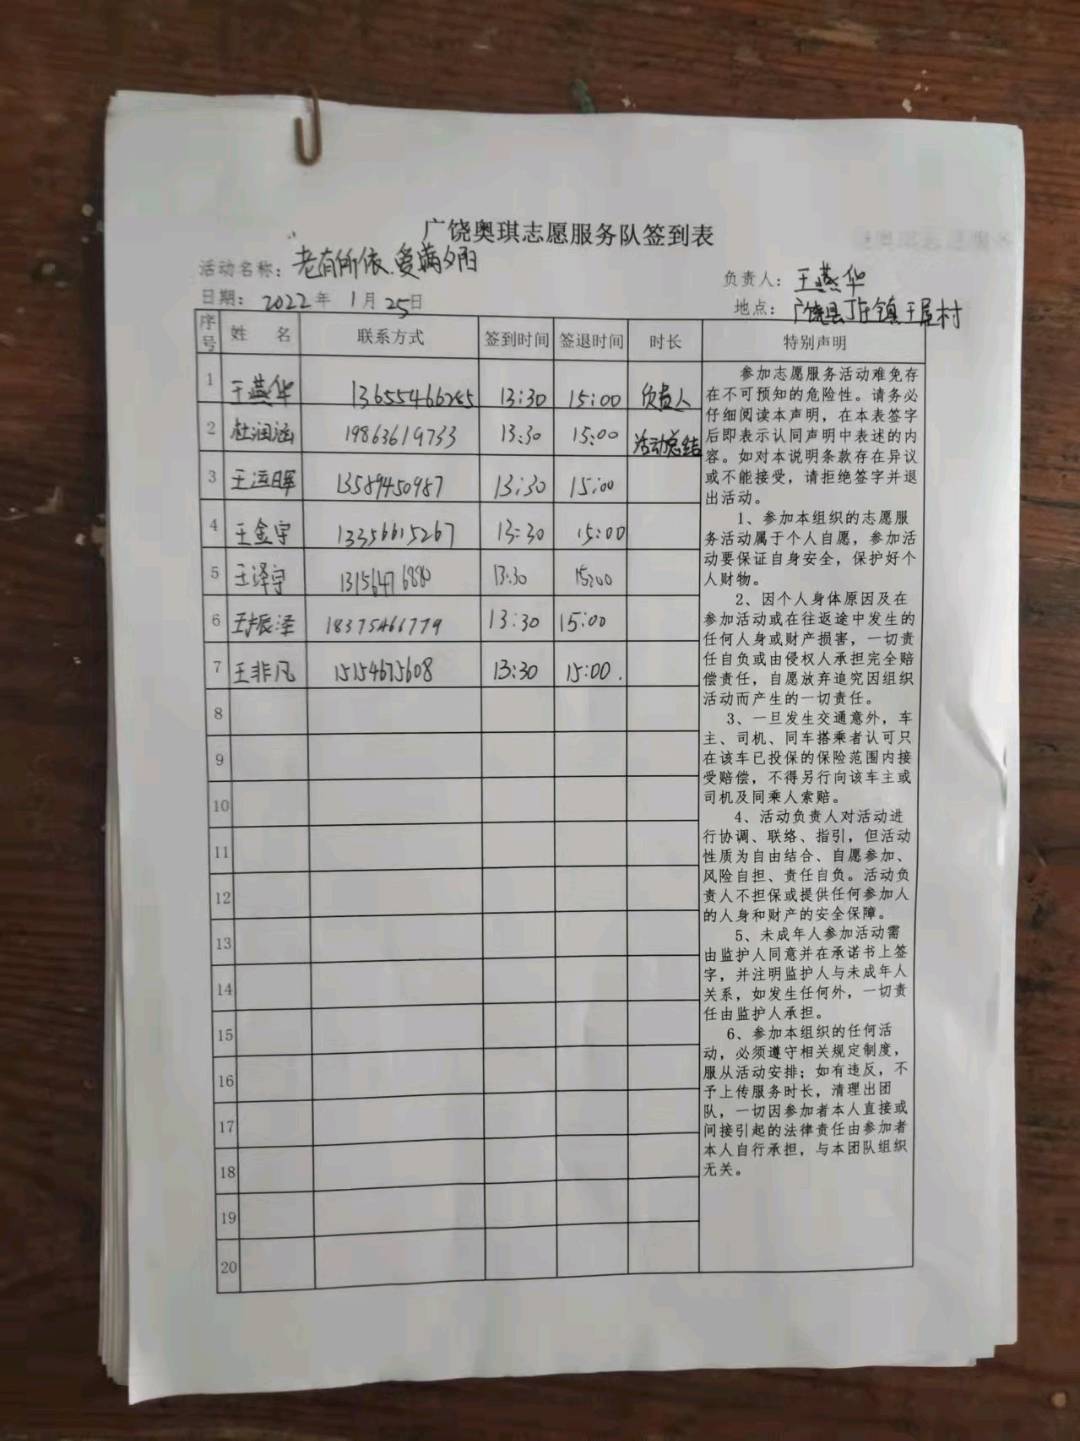 广饶奥琪志愿服务队签到表
活动名称：老有所依、爱满夕阳
负责人：王燕华
日期：2022年1月25日
地点：广饶县丁庄镇王屋村
序号 姓名 联系方式 签到时间 签退时间 时长 特别声明
1 王燕华 13655466285 13:30 15:00 负责人
2 杜润涵 19863619733 13:30 15:00 活动总结
3 王运晖 13589450987 13:30 15:00
4 王金宇 13356615267 13:30 15:00
5 王泽宁 13:30 15:00
6 王振泽 18375466779 13:30 15:00
7 王非凡 15154675608 13:30 15:00.
8
9
10
11
12
13
14
15
16
17
18
19
20
参加志愿服务活动难免存
在不可预知的危险性。请务必
仔细阅读本声明，在本表签字
后即表示认同声明中表述的内
容。如对本说明条款存在异议
或不能接受，请拒绝签字并退
出活动。
1、参加本组织的志愿服
务活动属于个人自愿，参加活
动要保证自身安全，保护好个
人财物。
2、因个人身体原因及在
参加活动或在往返途中发生的
任何人身或财产损害，一切责
任自负或由侵权人承担完全赔
偿责任，自愿放弃追究因组织
活动而产生的一切责任。
3、一旦发生交通意外，车
主、司机、同车搭乘者认可只
在该车已投保的保险范围内接
受赔偿，不得另行向该车主或
司机及同乘人索赔。
4、活动负责人对活动进
行协调、联络、指引，但活动
性质为自由结合、自愿参加、
风险自担、责任自负。活动负
责人不担保或提供任何参加人
的人身和财产的安全保障。
5、未成年人参加活动需
由监护人同意并在承诺书上签
字，并注明监护人与未成年人
关系，如发生任何外，一切责
任由监护人承担。
6、参加本组织的任何活
动，必须遵守相关规定制度，
服从活动安排；如有违反，不
予上传服务时长，清理出团
队，一切因参加者本人直接或
间接引起的法律责任由参加者
本人自行承担，与本团队组织
无关。